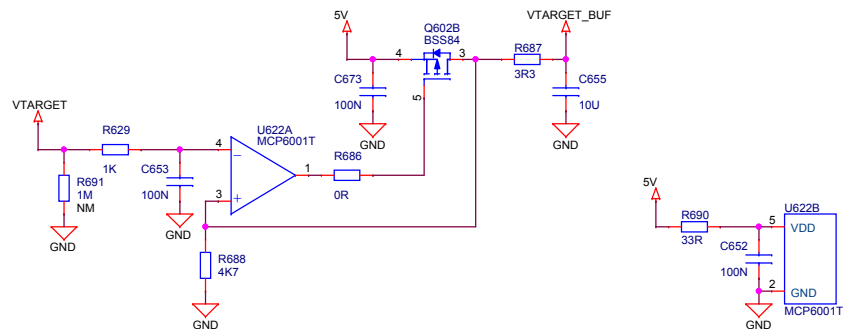 5V
Q602B
BSS84
VTARGET_BUF
4
3
R687
3R3
C673
100N
5
C655
10U
GND
GND
VTARGET
R629
1K
U622A
MCP6001T
4
C653
100N
1
R686
0R
R691
1M
NM
3
GND
GND
R688
4K7
GND
5V
R690
33R
U622B
5
VDD
C652
100N
2
GND
GND
MCP6001T